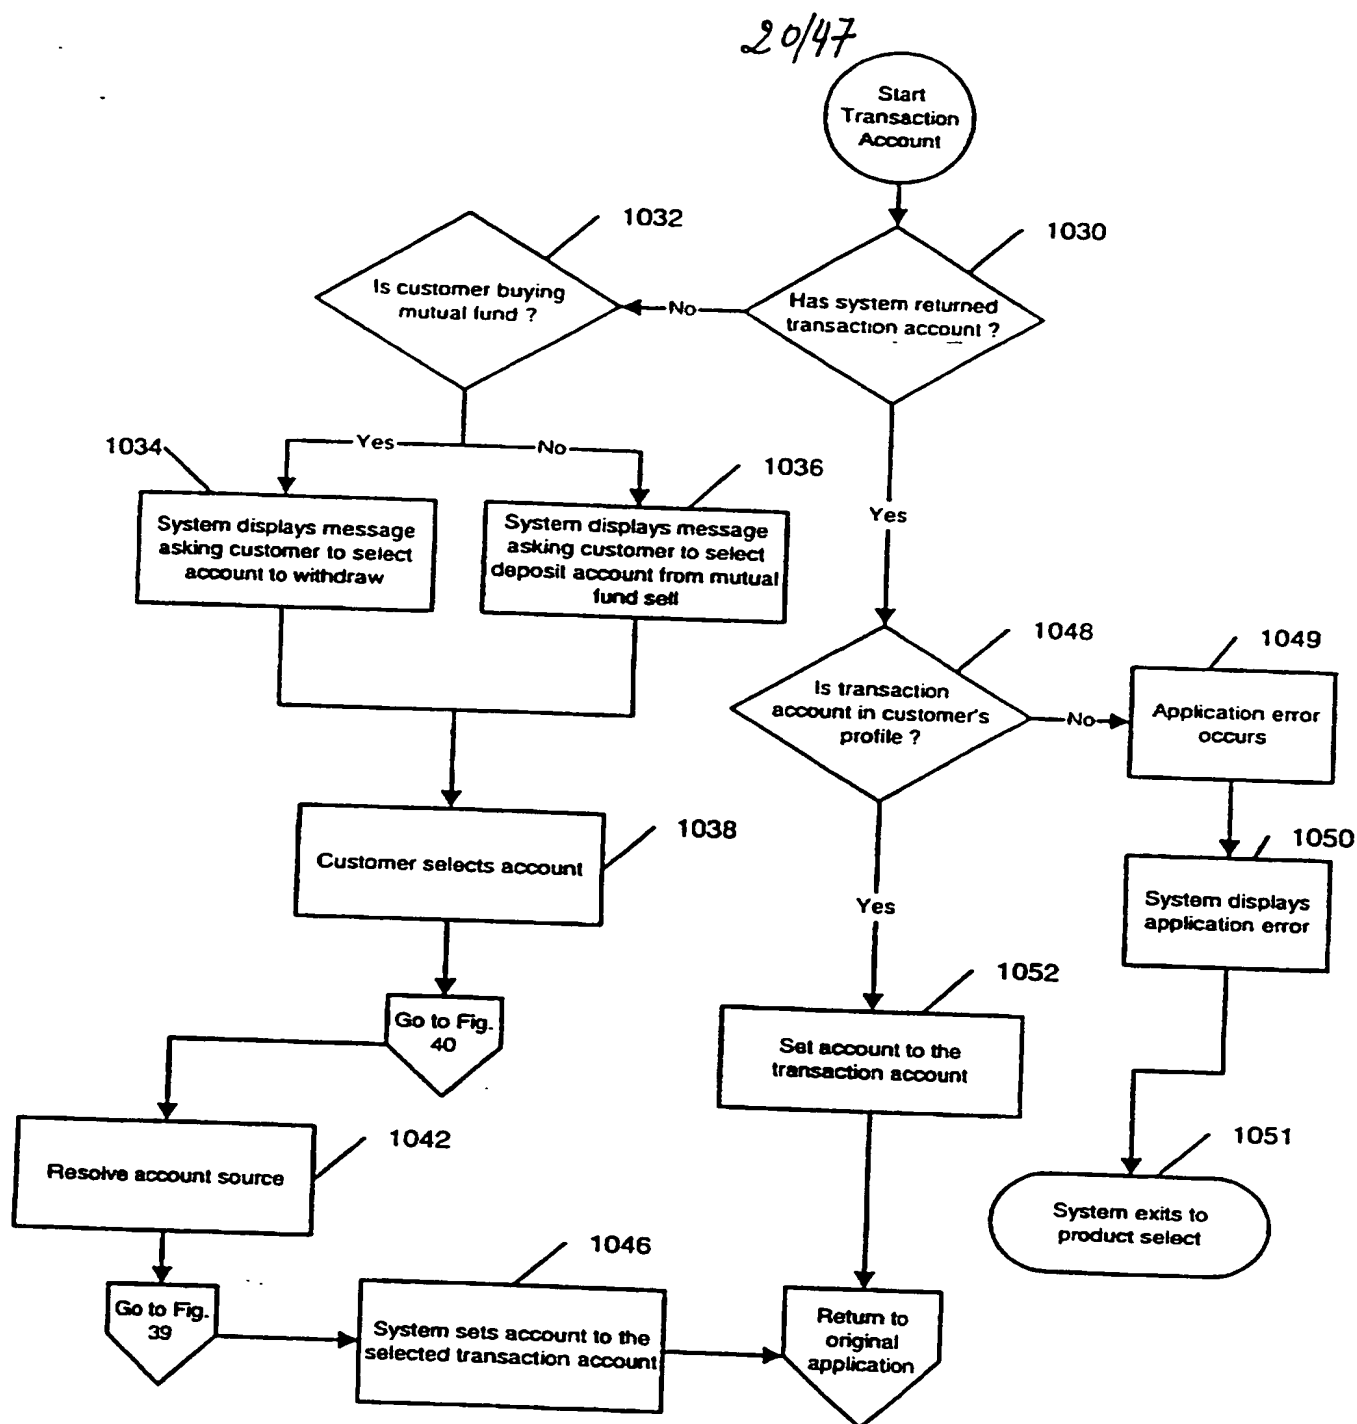 20/47
Start
Transaction
Account
1032
1030
Is customer buying
mutual fund ?
No
Has system returned
transaction account ?
1034
Yes
No
1036
System displays message
asking customer to select
account to withdraw
System displays message
asking customer to select
deposit account from mutual
fund sell
Yes
1048
1049
Is transaction
account in customer's
profile ?
No
Application error
occurs
1038
1050
Customer selects account
Yes
System displays
application error
1052
Go to Fig.
40
Set account to the
transaction account
1042
1051
Resolve account source
System exits to
product select
1046
Go to Fig.
39
System sets account to the
selected transaction account
Return to
original
application